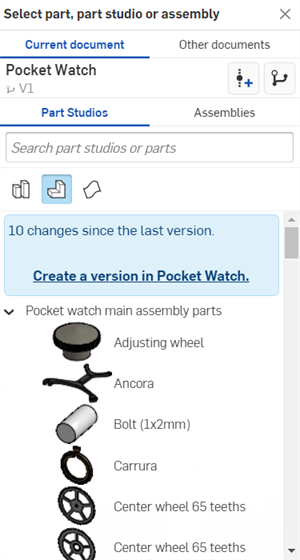 Select part, part studio or assembly
Current document
Other documents
Pocket Watch
V1
Part Studios
Assemblies
Search part studios or parts
10 changes since the last version.
Create a version in Pocket Watch.
Pocket watch main assembly parts
Adjusting wheel
Ancora
Bolt (1x2mm)
Carrura
Center wheel 65 teeths
Center wheel 65 teeths